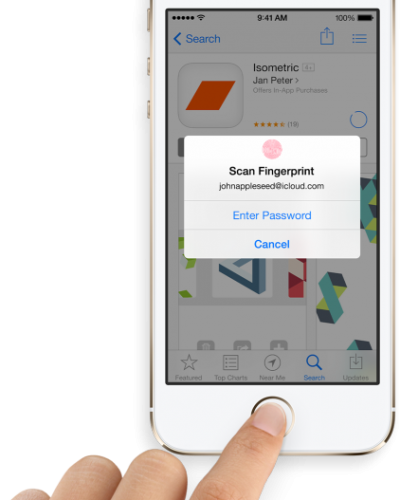 9:41 AM
100%
Search
Isometric 4+
Jan Peter >
Offers In-App Purchases
(19)
Scan Fingerprint
johnappleseed@icloud.com
Enter Password
Cancel
Featured
Top Charts
Near Me
Search
Updates